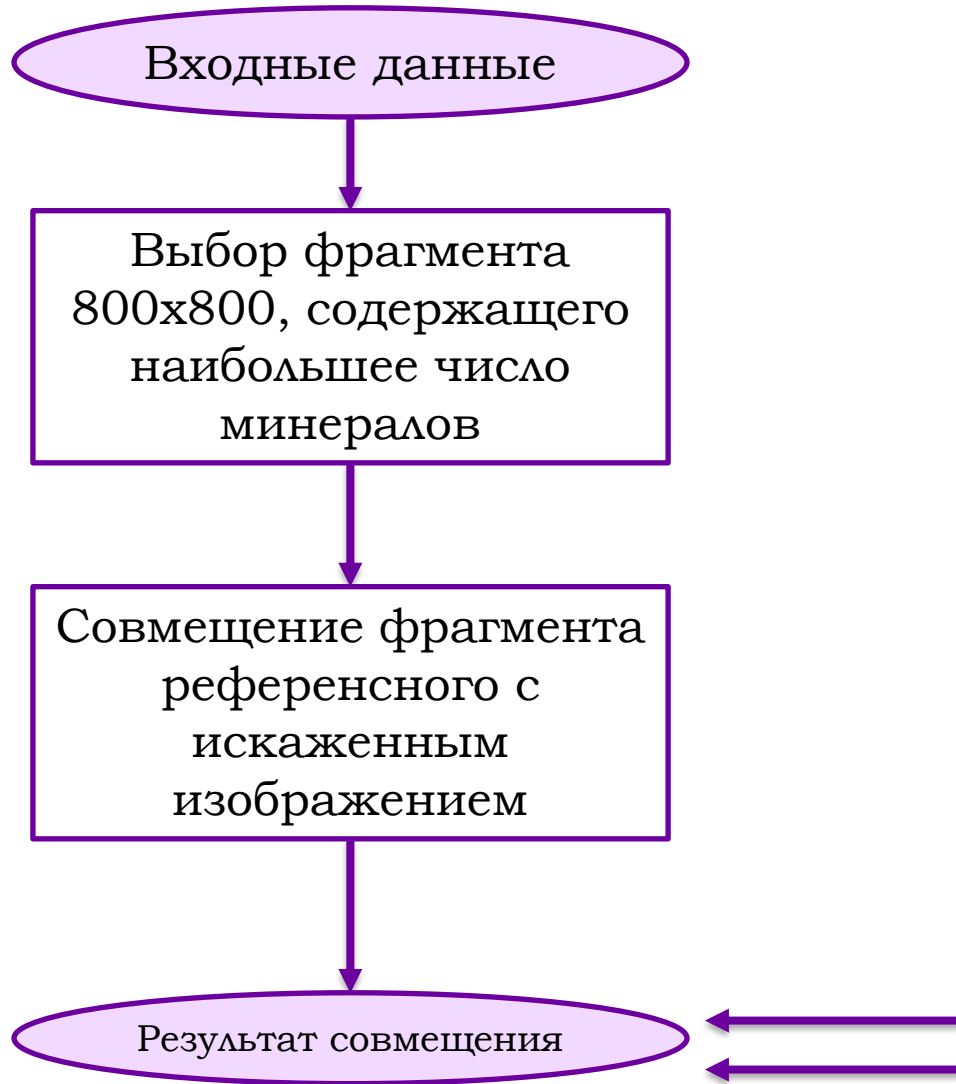 Входные данные
Выбор фрагмента
800x800, содержащего
наибольшее число
минералов
Совмещение фрагмента
референсного с
искаженным
изображением
Результат совмещения